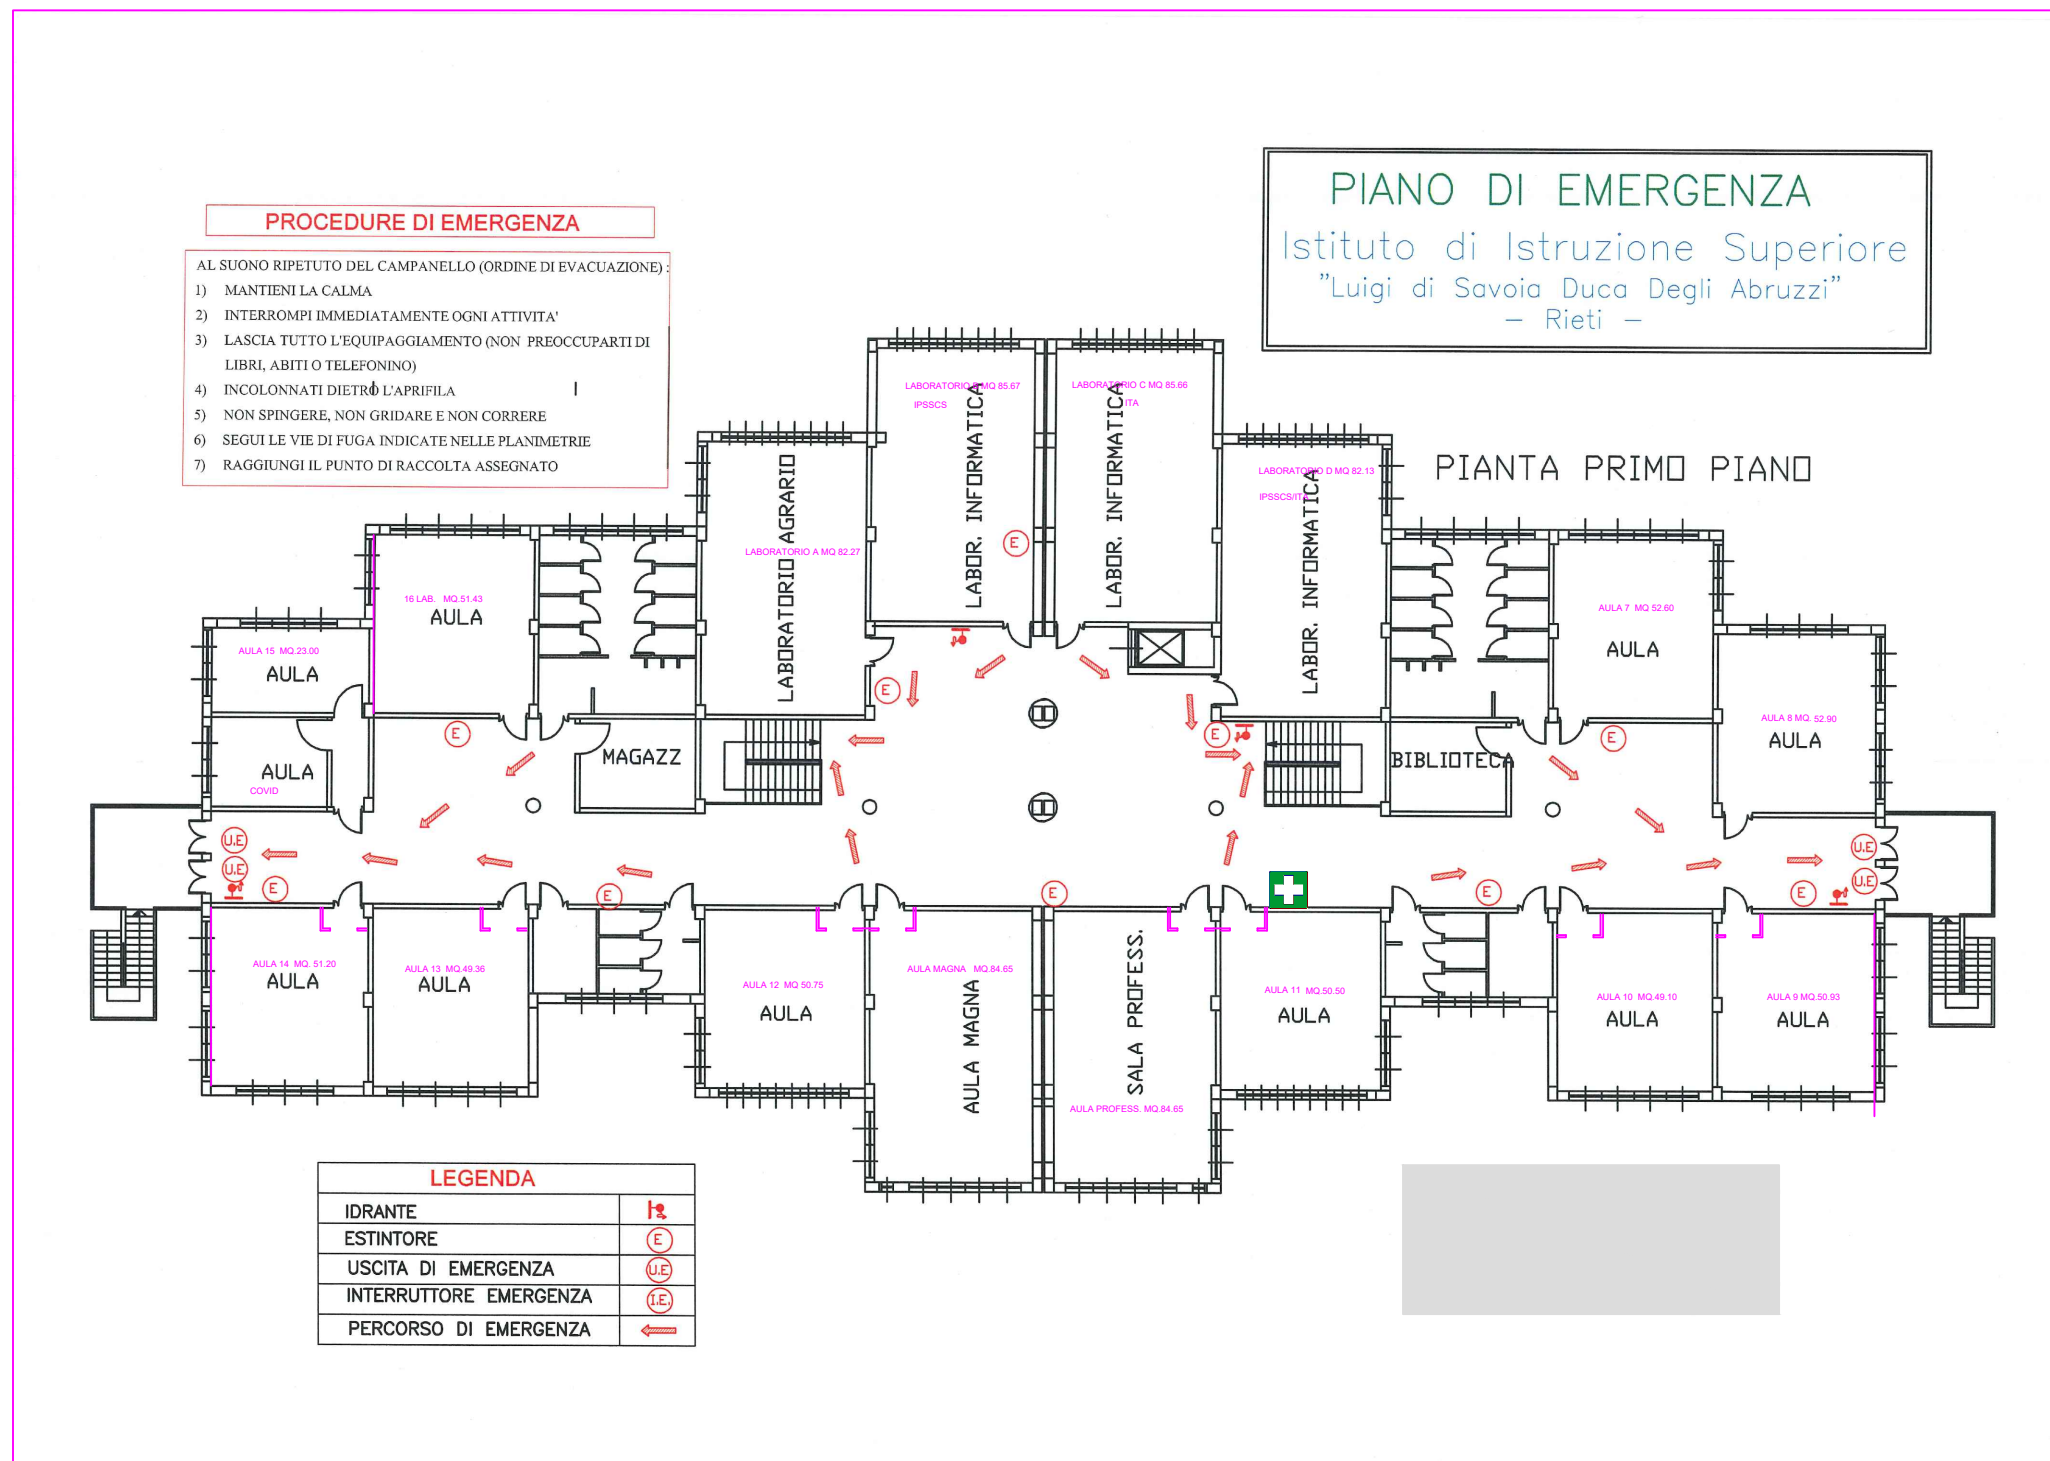 PIANO DI EMERGENZA
Istituto di Istruzione Superiore
"Luigi di Savoia Duca Degli Abruzzi"
- Rieti -
PROCEDURE DI EMERGENZA
AL SUONO RIPETUTO DEL CAMPANELLO (ORDINE DI EVACUAZIONE) :
1) MANTIENI LA CALMA
2) INTERROMPI IMMEDIATAMENTE OGNI ATTIVITA'
3) LASCIA TUTTO L'EQUIPAGGIAMENTO (NON PREOCCUPARTI DI
LIBRI, ABITI O TELEFONINO)
4) INCOLONNATI DIETRO L'APRIFILA
5) NON SPINGERE, NON GRIDARE E NON CORRERE
6) SEGUI LE VIE DI FUGA INDICATE NELLE PLANIMETRIE
7) RAGGIUNGI IL PUNTO DI RACCOLTA ASSEGNATO
PIANTA PRIMO PIANO
LABORATORIO B MQ 85.67
IPSSCS
LABOR. INFORMATICA
E
LABORATORIO C MQ 85.66
ITA
LABOR. INFORMATICA
LABORATORIO D MQ 82.13
IPSSCS/ITA
LABOR. INFORMATICA
LABORATORIO A MQ 82.27
LABORATORIO AGRARIO
16 LAB. MQ.51.43
AULA
AULA 15 MQ.23.00
AULA
AULA
COVID
AULA 7 MQ 52.60
AULA
AULA 8 MQ. 52.90
AULA
E
E
E
E
MAGAZZ
BIBLIOTECA
U.E
U.E
E
E
E
E
E
U.E
U.E
AULA 14 MQ. 51.20
AULA
AULA 13 MQ.49.36
AULA
AULA 12 MQ 50.75
AULA
AULA MAGNA MQ.84.65
AULA MAGNA
SALA PROFESS.
AULA PROFESS. MQ.84.65
AULA 11 MQ.50.50
AULA
AULA 10 MQ.49.10
AULA
AULA 9 MQ.50.93
AULA
LEGENDA
IDRANTE
ESTINTORE E
USCITA DI EMERGENZA U.E
INTERRUTTORE EMERGENZA I.E.
PERCORSO DI EMERGENZA